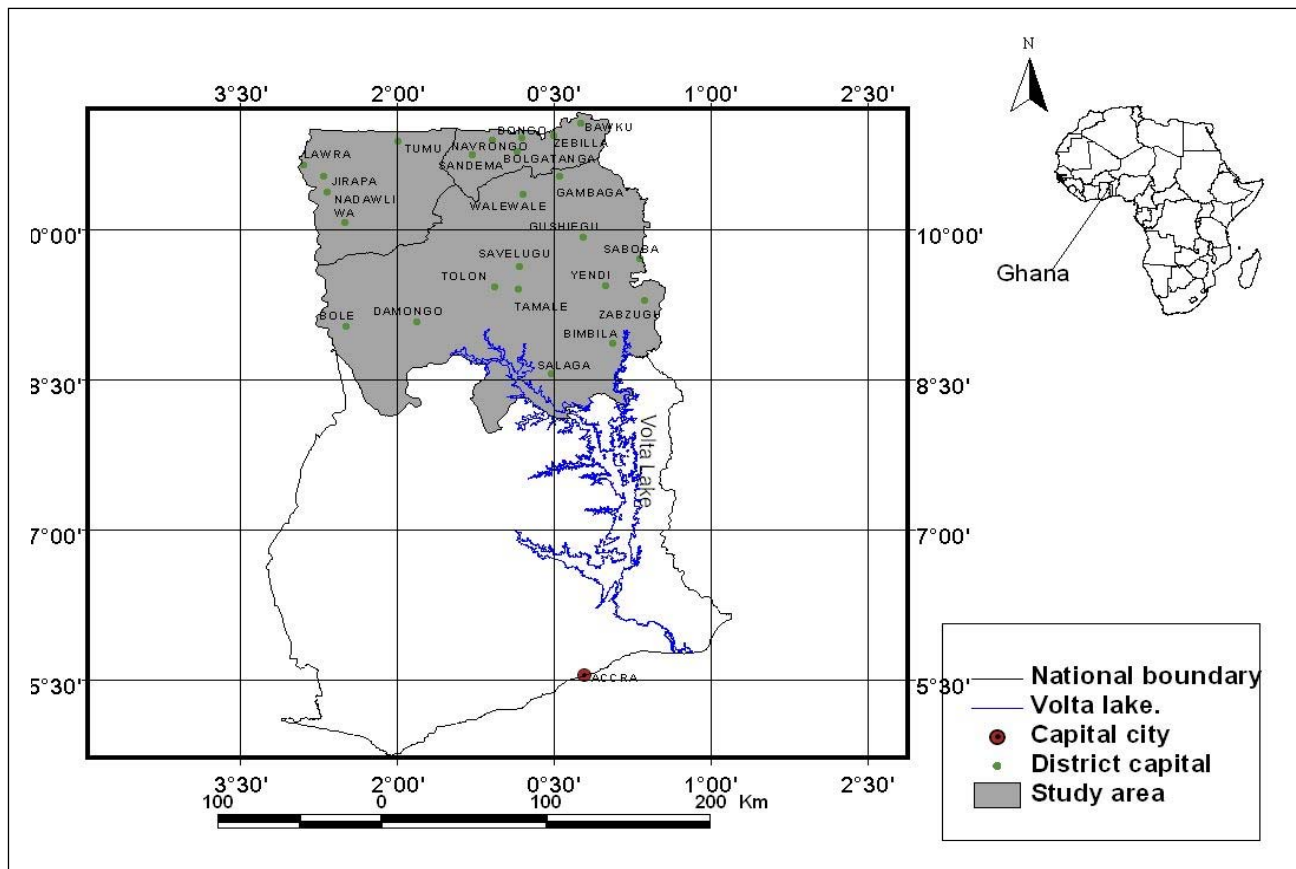 N
3°30' 2°00' 0°30' 1°00' 2°30'
BAWKU
BONGO
ZEBILLA
NAVRONGO
TUMU
BOLGATANGA
SANDEMA
LAWRA
JIRAPA
NADAWLI
GAMBAGA
WALEWALE
WA
GUSHIEGU
0°00' 10°00'
SABOBA
SAVELUGU
TOLON
YENDI
TAMALE
ZABZUGU
DAMONGO
BOLE
BIMBILA
SALAGA
8°30' 8°30'
Volta Lake
7°00' 7°00'
5°30' 5°30'
ACCRA
3°30' 2°00' 0°30' 1°00' 2°30'
100 0 100 200 Km
Ghana
National boundary
Volta lake.
Capital city
District capital
Study area